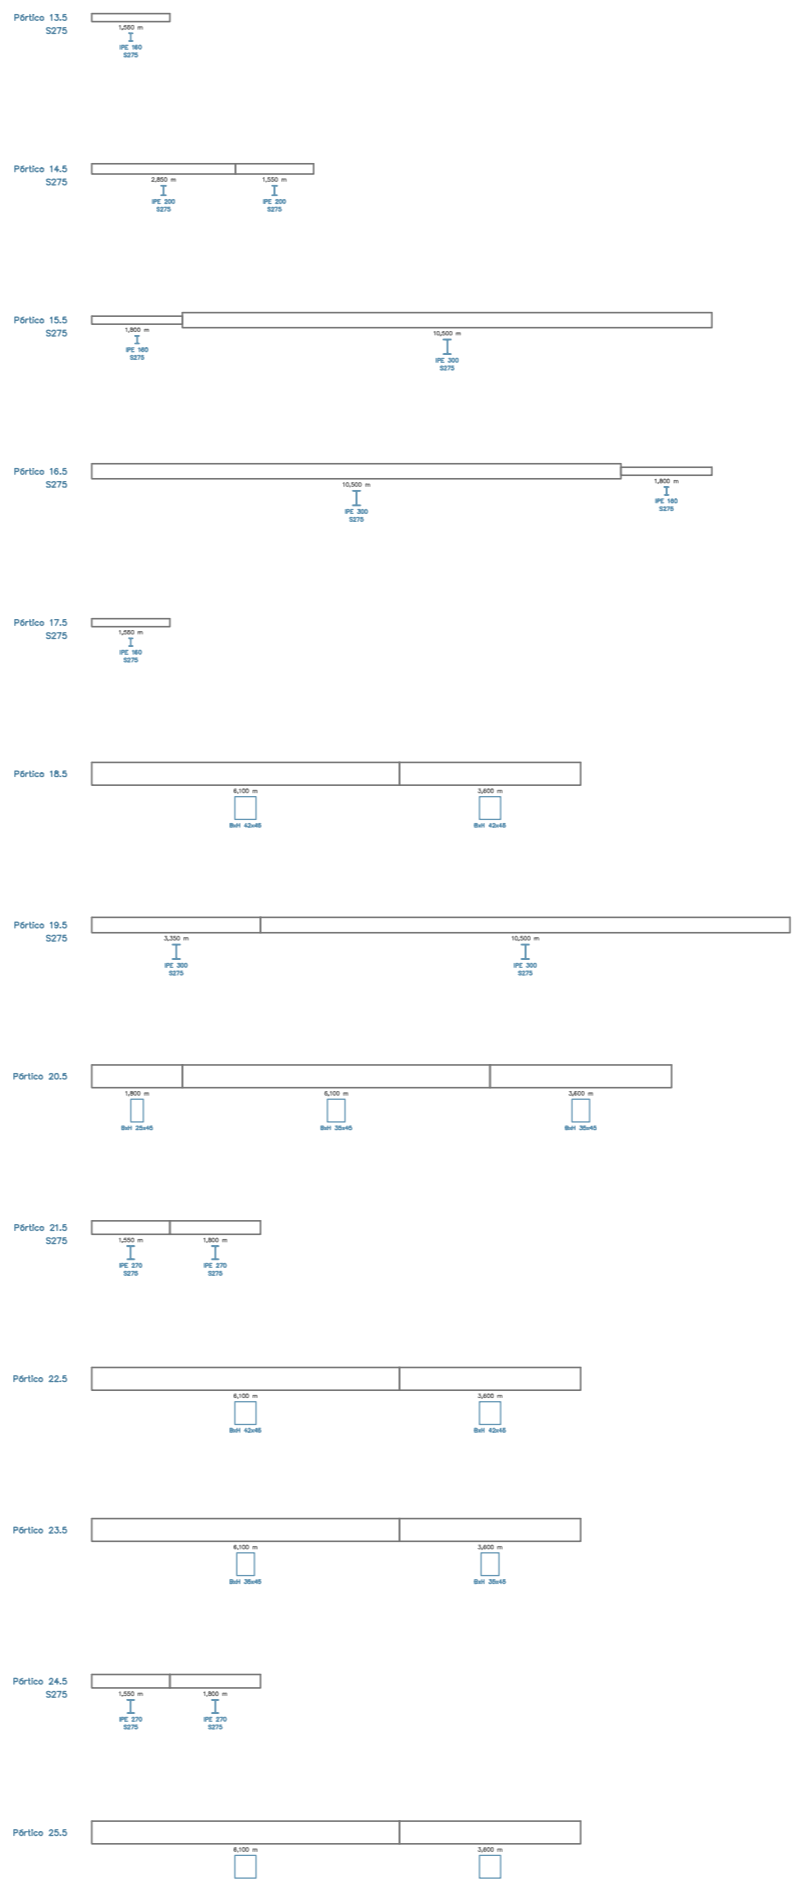 Pórtico 13.5
S275
1,550 m
IPE 160
S275
Pórtico 14.5
S275
2,850 m
1,550 m
IPE 200
IPE 200
S275
S275
Pórtico 15.5
S275
1,800 m
10,500 m
IPE 160
IPE 300
S275
S275
Pórtico 16.5
S275
10,500 m
1,800 m
IPE 300
IPE 160
S275
S275
Pórtico 17.5
S275
1,550 m
IPE 160
S275
Pórtico 18.5
6,100 m
3,600 m
BxH 42x45
BxH 42x45
Pórtico 19.5
S275
3,350 m
10,500 m
IPE 300
IPE 300
S275
S275
Pórtico 20.5
1,800 m
6,100 m
3,600 m
BxH 25x45
BxH 35x45
BxH 35x45
Pórtico 21.5
S275
1,550 m
1,800 m
IPE 270
IPE 270
S275
S275
Pórtico 22.5
6,100 m
3,600 m
BxH 42x45
BxH 42x45
Pórtico 23.5
6,100 m
3,600 m
BxH 35x45
BxH 35x45
Pórtico 24.5
S275
1,550 m
1,800 m
IPE 270
IPE 270
S275
S275
Pórtico 25.5
6,100 m
3,600 m